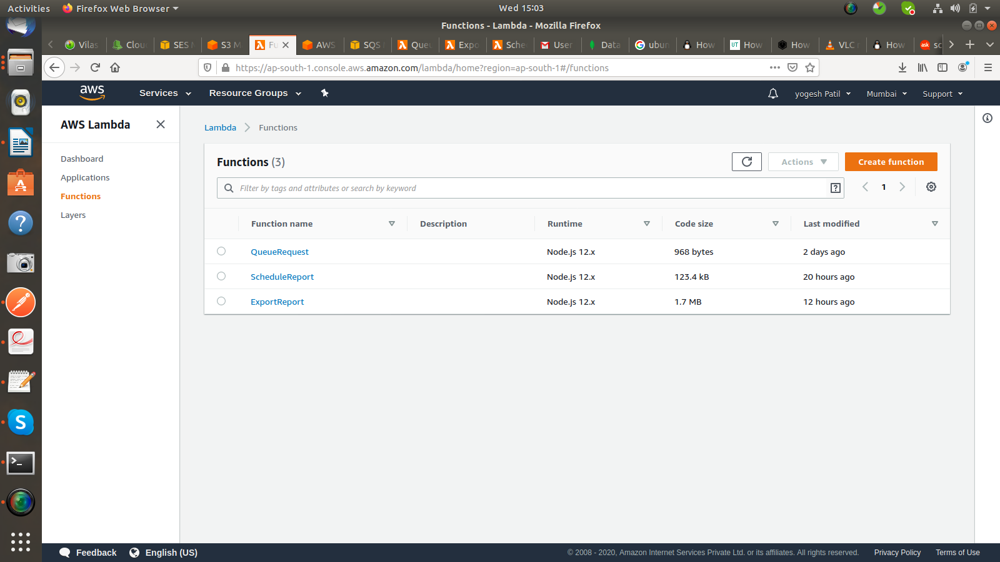 Activities Firefox Web Browser Wed 15:03
Functions - Lambda - Mozilla Firefox
Vilas Clou SES M S3 M Fu AWS SQS Que Expo Sche User Data ubun How How How VLC How sc
https://ap-south-1.console.aws.amazon.com/lambda/home?region=ap-south-1#/functions
aws Services Resource Groups yogesh Patil Mumbai Support
AWS Lambda
Dashboard
Applications
Functions
Layers
Lambda Functions
Functions (3) Actions Create function
Filter by tags and attributes or search by keyword 1
Function name Description Runtime Code size Last modified
QueueRequest Node.js 12.x 968 bytes 2 days ago
ScheduleReport Node.js 12.x 123.4 kB 20 hours ago
ExportReport Node.js 12.x 1.7 MB 12 hours ago
Feedback English (US) © 2008 - 2020, Amazon Internet Services Private Ltd. or its affiliates. All rights reserved. Privacy Policy Terms of Use